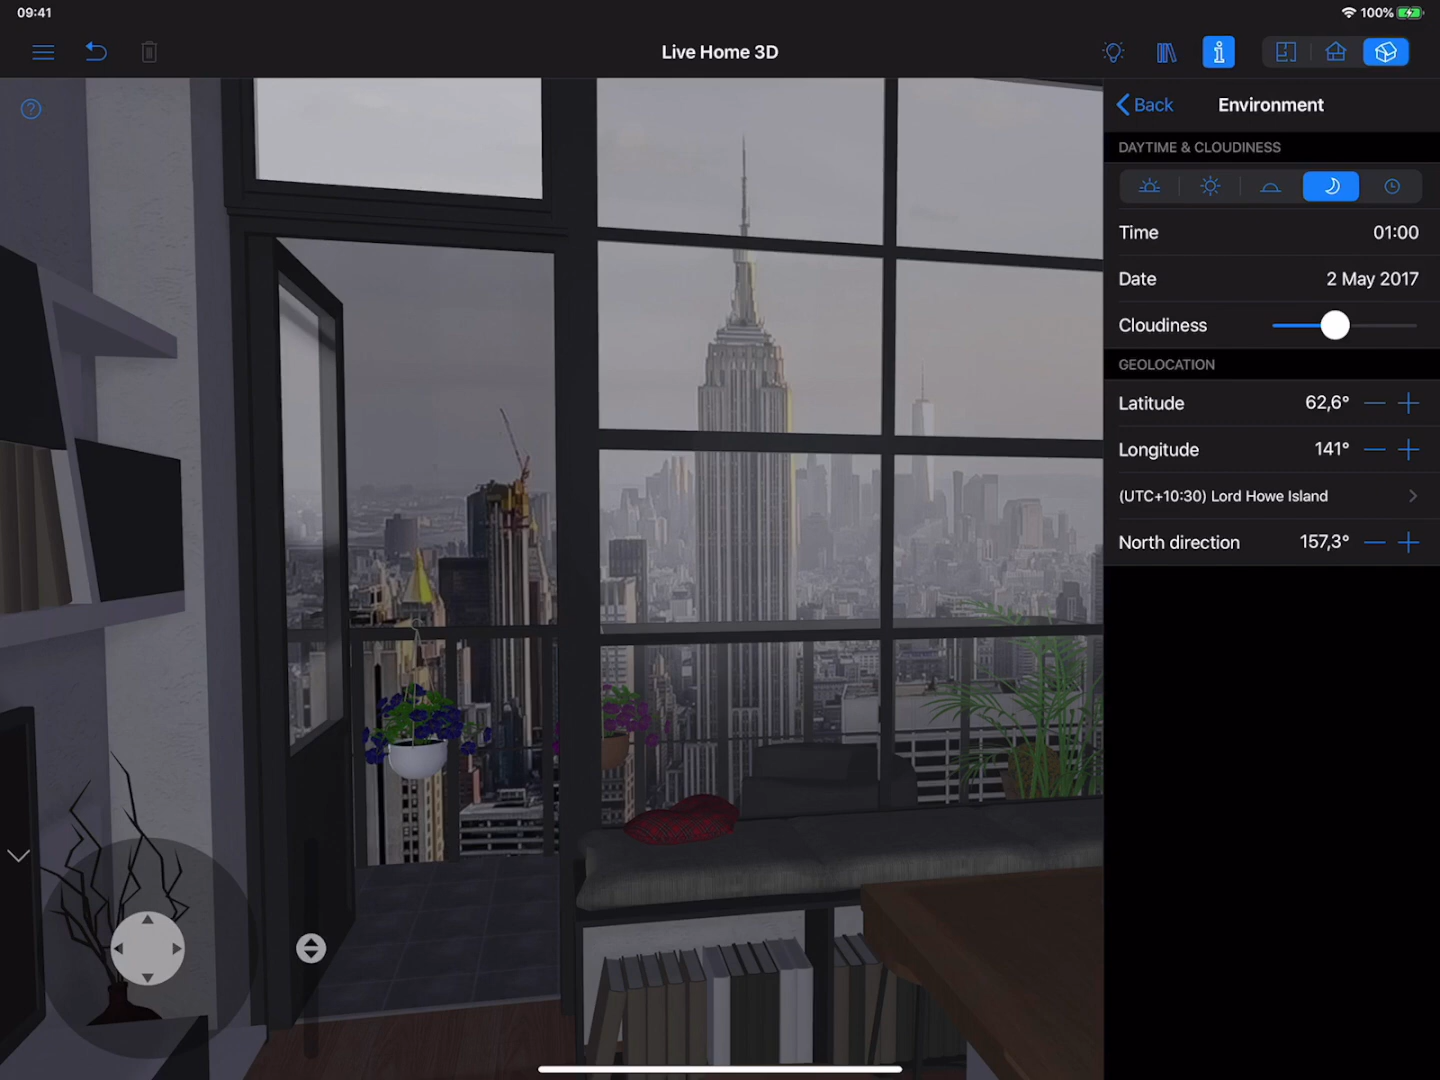 09:41
100%
Live Home 3D
Back
Environment
DAYTIME & CLOUDINESS
Time 01:00
Date 2 May 2017
Cloudiness
GEOLOCATION
Latitude 62,6°
Longitude 141°
(UTC+10:30) Lord Howe Island
North direction 157,3°